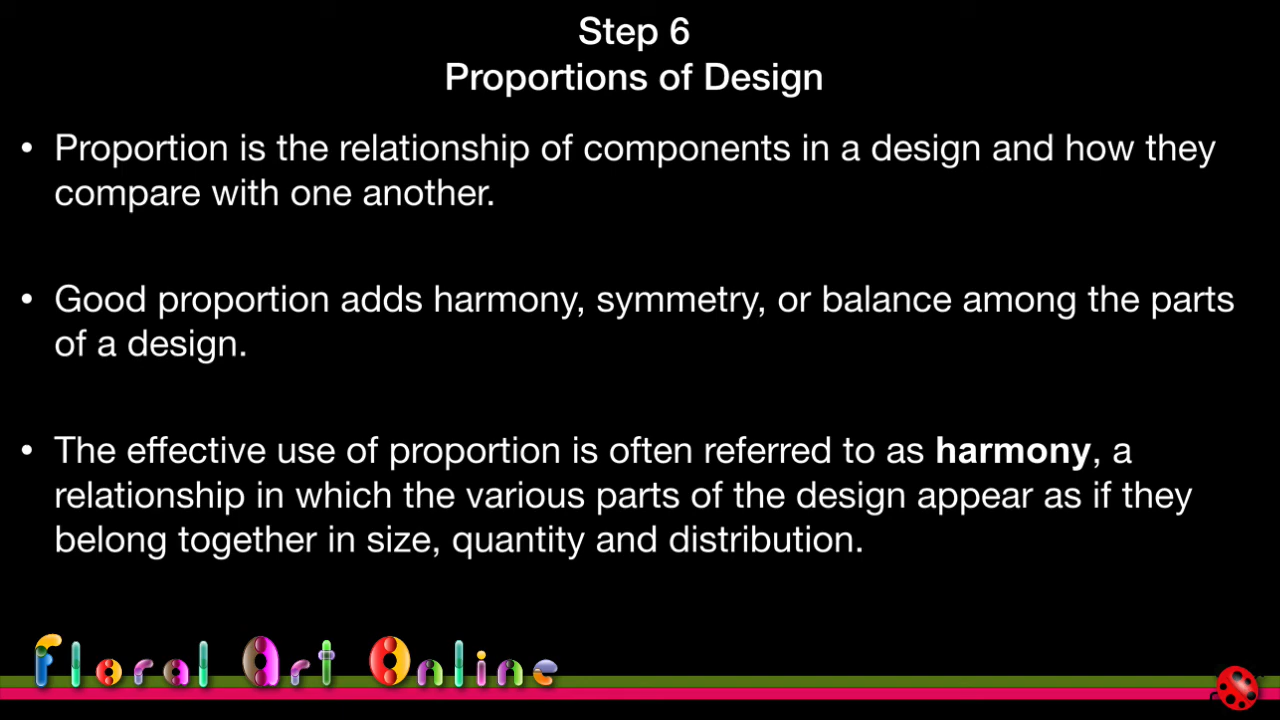 Step 6
Proportions of Design
• Proportion is the relationship of components in a design and how they
compare with one another.
• Good proportion adds harmony, symmetry, or balance among the parts
of a design.
• The effective use of proportion is often referred to as harmony, a
relationship in which the various parts of the design appear as if they
belong together in size, quantity and distribution.
Floral Art Online